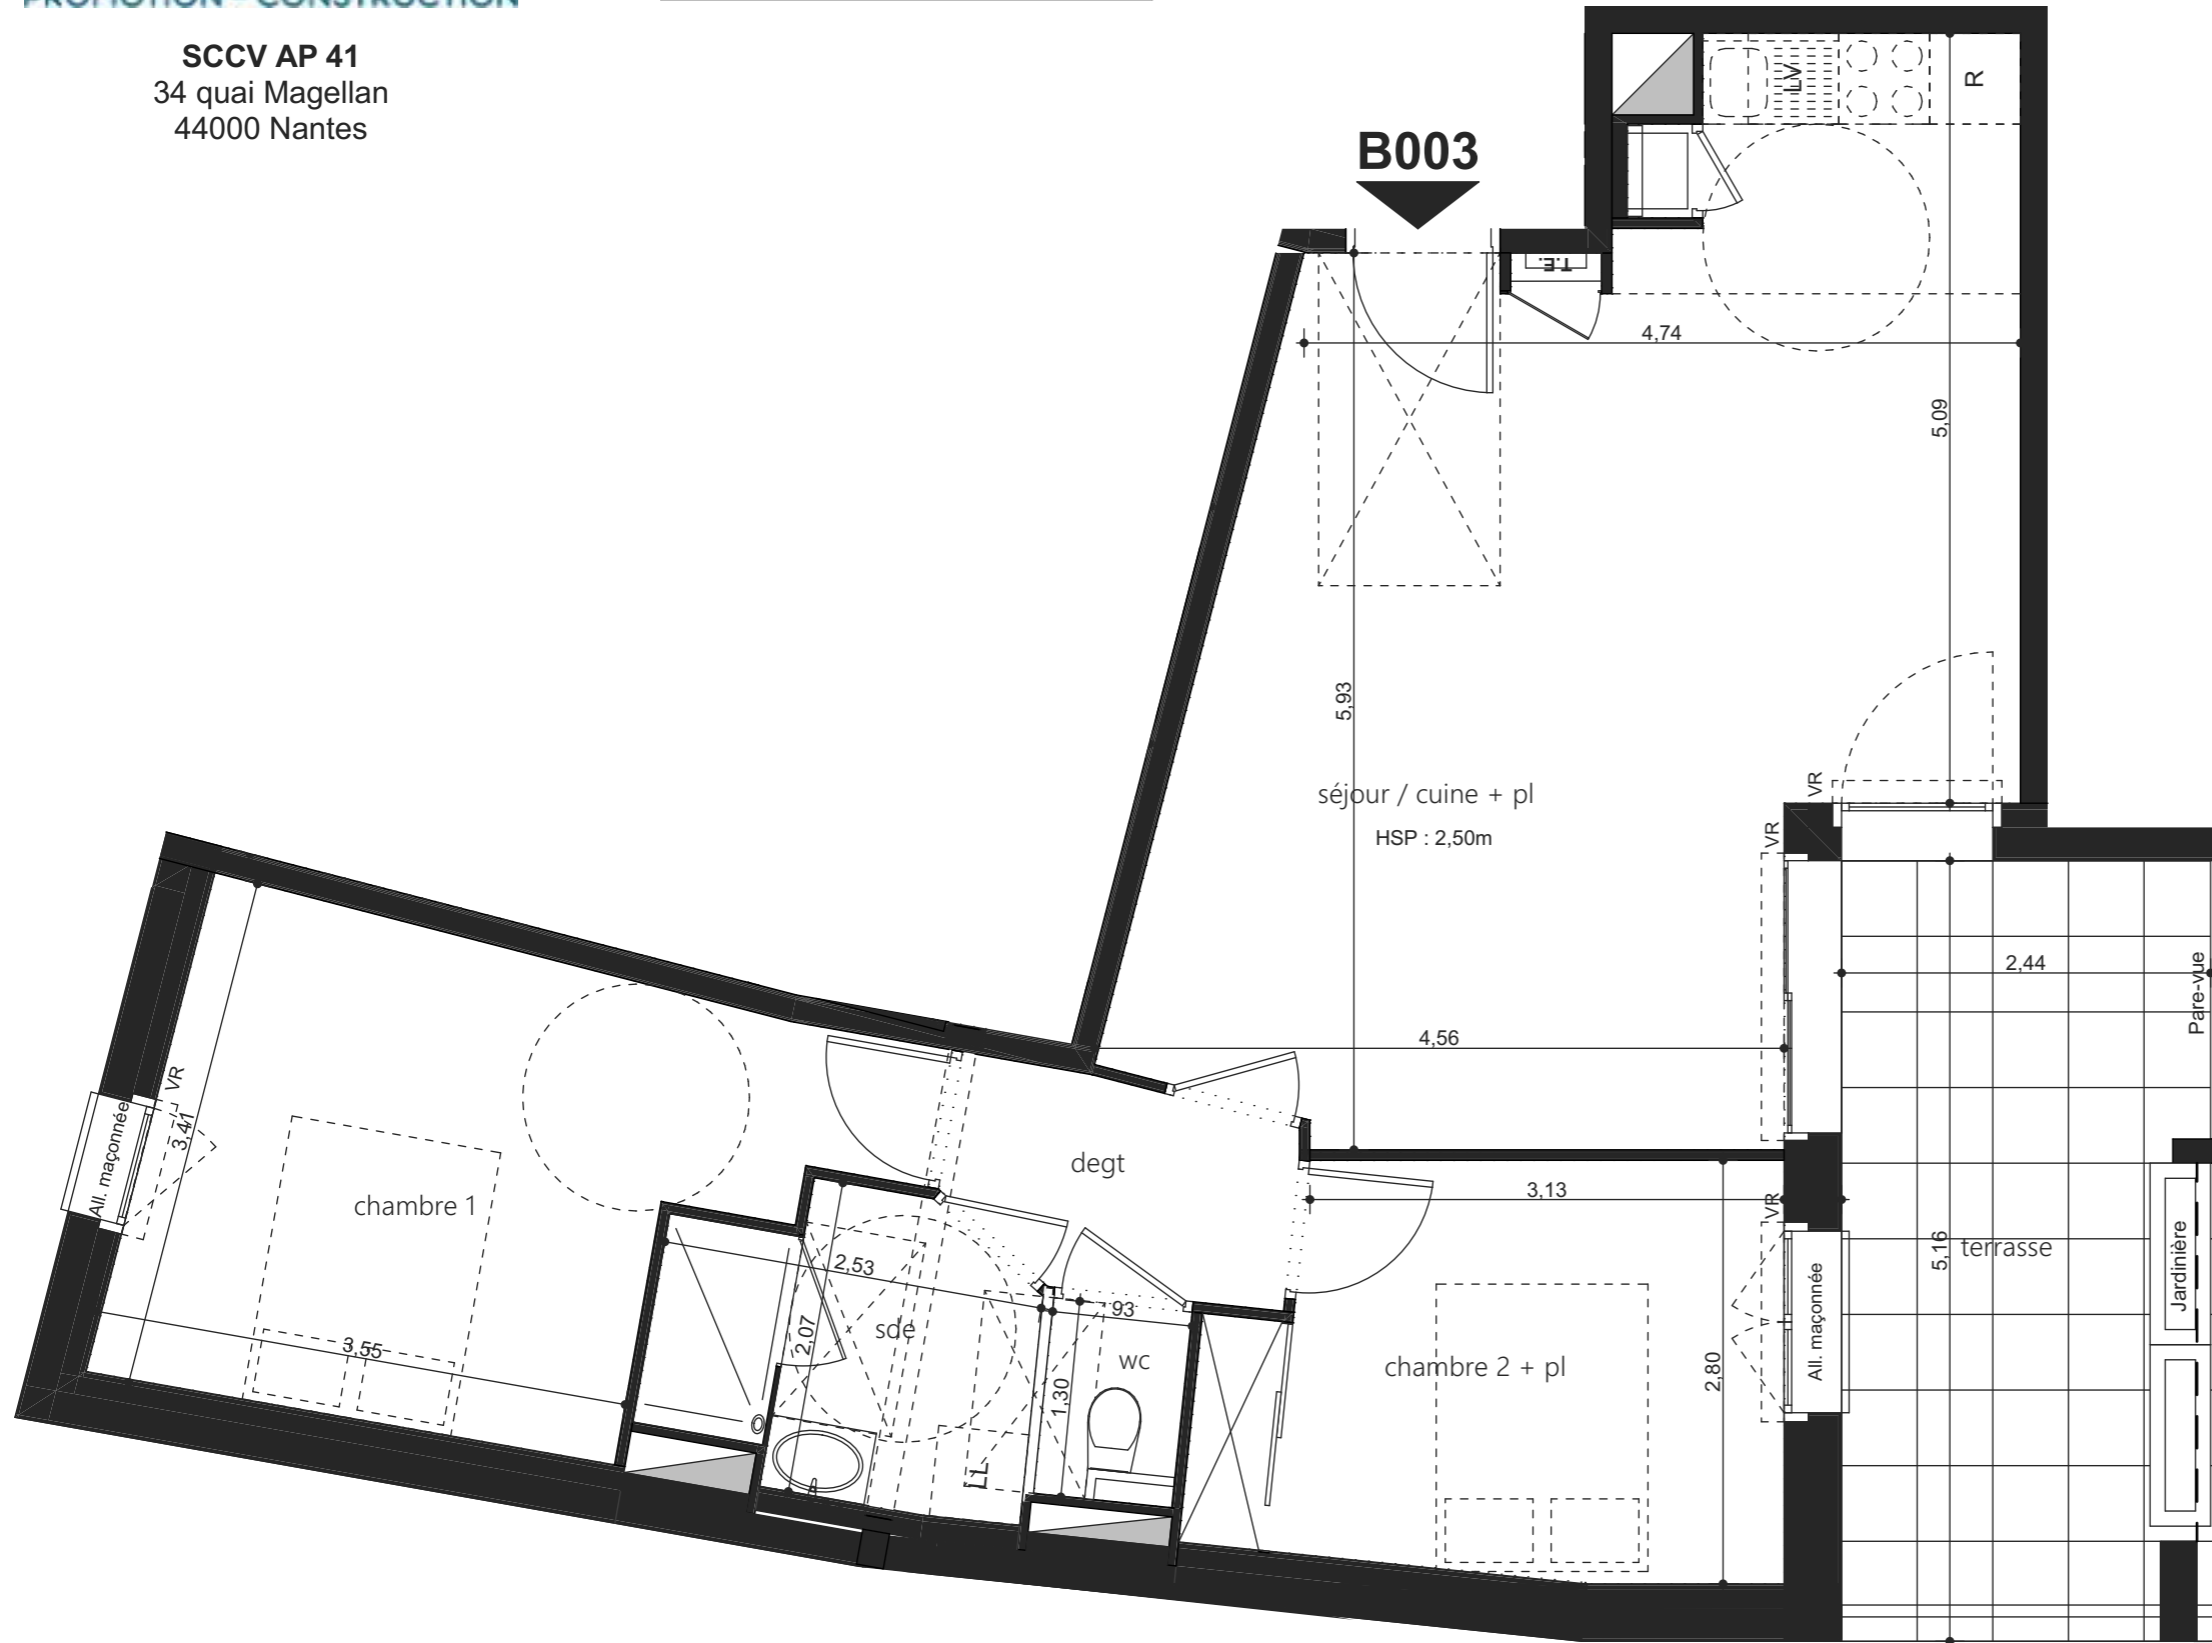 PROMOTION - CONSTRUCTION
SCCV AP 41
34 quai Magellan
44000 Nantes
B003
LV
R
T.E.
4,74
5,09
5,93
séjour / cuine + pl
HSP : 2,50m
VR
VR
2,44
Pare-vue
4,56
VR
All. maçonnée
3,41
chambre 1
degt
3,13
VR
2,53
2,07
sde
93
wc
1,30
3,55
LL
chambre 2 + pl
2,80
All. maçonnée
5,16
terrasse
Jardinière